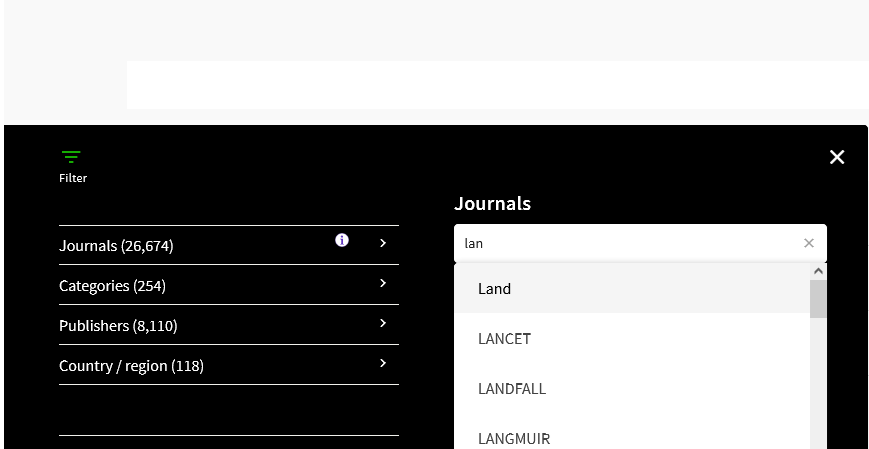 Filter
Journals (26,674)
Categories (254)
Publishers (8,110)
Country / region (118)
Journals
lan
Land
LANCET
LANDFALL
LANGMUIR